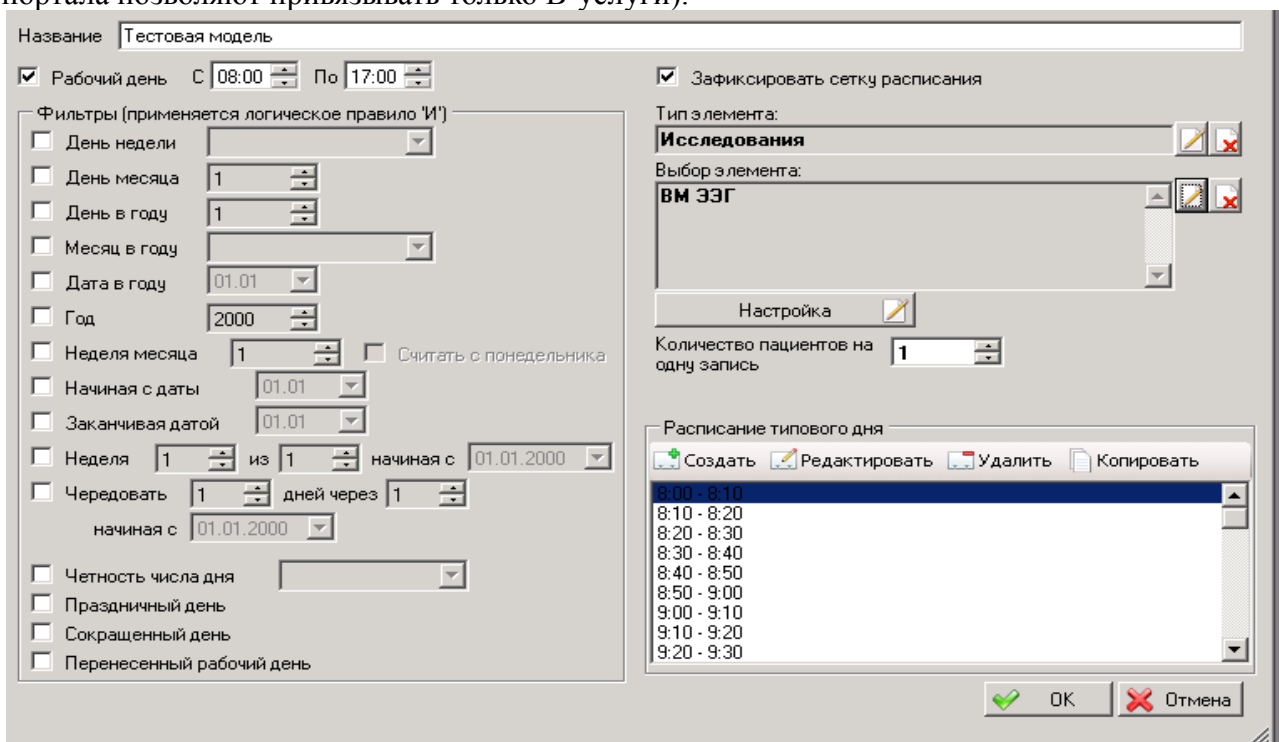 портала позволяют привязывать только В-услуги).
Название Тестовая модель
Рабочий день С 08:00 По 17:00
Фильтры (применяется логическое правило 'И')
День недели
День месяца 1
День в году 1
Месяц в году
Дата в году 01.01
Год 2000
Неделя месяца 1 Считать с понедельника
Начиная с даты 01.01
Заканчивая датой 01.01
Неделя 1 из 1 начиная с 01.01.2000
Чередовать 1 дней через 1
начиная с 01.01.2000
Четность числа дня
Праздничный день
Сокращенный день
Перенесенный рабочий день
Зафиксировать сетку расписания
Тип элемента:
Исследования
Выбор элемента:
ВМ ЭЭГ
Настройка
Количество пациентов на
одну запись 1
Расписание типового дня
Создать Редактировать Удалить Копировать
8:00 - 8:10
8:10 - 8:20
8:20 - 8:30
8:30 - 8:40
8:40 - 8:50
8:50 - 9:00
9:00 - 9:10
9:10 - 9:20
9:20 - 9:30
OK Отмена